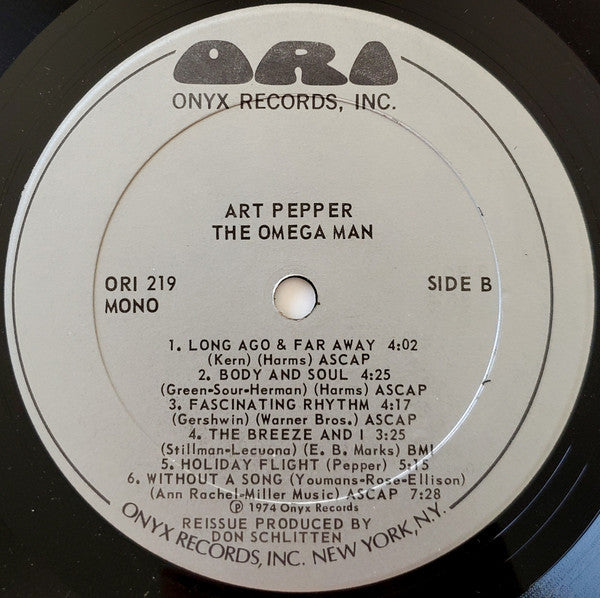 ORI
ONYX RECORDS, INC.
ART PEPPER
THE OMEGA MAN
ORI 219
MONO
SIDE B
1. LONG AGO & FAR AWAY 4:02
(Kern) (Harms) ASCAP
2. BODY AND SOUL 4:25
(Green-Sour-Herman) (Harms) ASCAP
3. FASCINATING RHYTHM 4:17
(Gershwin) (Warner Bros.) ASCAP
4. THE BREEZE AND I 3:25
(Stillman-Lecuona) (E. B. Marks) BMI
5. HOLIDAY FLIGHT (Pepper) 5:15
6. WITHOUT A SONG (Youmans-Rose-Ellison)
(Ann Rachel-Miller Music) ASCAP 7:28
Ⓟ 1974 Onyx Records
REISSUE PRODUCED BY
DON SCHLITTEN
ONYX RECORDS, INC. NEW YORK, N.Y.